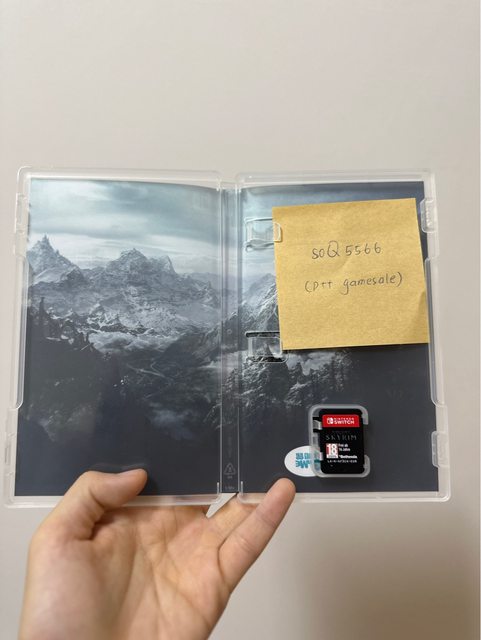 soQ5566
(ptt gamesale)
NINTENDO
SWITCH
SKYRIM
18
Bethesda